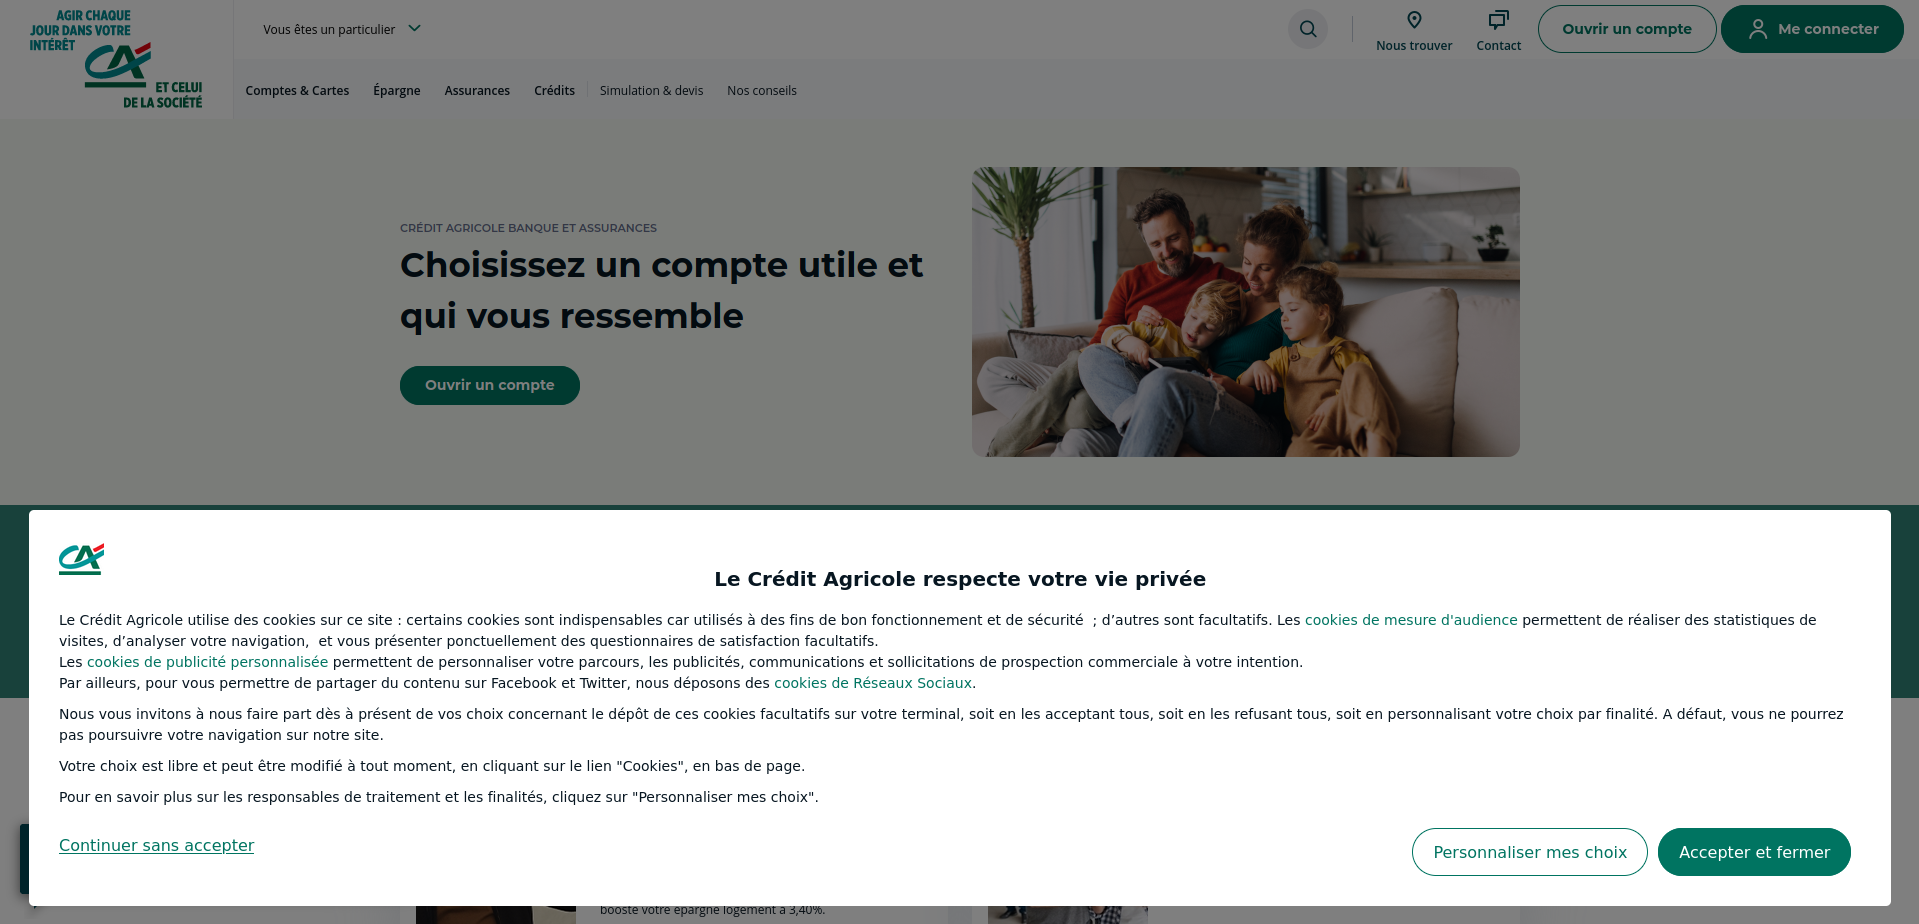 AGIR CHAQUE
JOUR DANS VOTRE
INTÉRÊT
CA
ET CELUI
DE LA SOCIÉTÉ
Vous êtes un particulier
Nous trouver
Contact
Ouvrir un compte
Me connecter
Comptes & Cartes
Épargne
Assurances
Crédits
Simulation & devis
Nos conseils
CRÉDIT AGRICOLE BANQUE ET ASSURANCES
Choisissez un compte utile et
qui vous ressemble
Ouvrir un compte
CA
Le Crédit Agricole respecte votre vie privée
Le Crédit Agricole utilise des cookies sur ce site : certains cookies sont indispensables car utilisés à des fins de bon fonctionnement et de sécurité  ; d’autres sont facultatifs. Les cookies de mesure d'audience permettent de réaliser des statistiques de
visites, d’analyser votre navigation,  et vous présenter ponctuellement des questionnaires de satisfaction facultatifs.
Les cookies de publicité personnalisée permettent de personnaliser votre parcours, les publicités, communications et sollicitations de prospection commerciale à votre intention.
Par ailleurs, pour vous permettre de partager du contenu sur Facebook et Twitter, nous déposons des cookies de Réseaux Sociaux.
Nous vous invitons à nous faire part dès à présent de vos choix concernant le dépôt de ces cookies facultatifs sur votre terminal, soit en les acceptant tous, soit en les refusant tous, soit en personnalisant votre choix par finalité. A défaut, vous ne pourrez
pas poursuivre votre navigation sur notre site.
Votre choix est libre et peut être modifié à tout moment, en cliquant sur le lien "Cookies", en bas de page.
Pour en savoir plus sur les responsables de traitement et les finalités, cliquez sur "Personnaliser mes choix".
Continuer sans accepter
Personnaliser mes choix
Accepter et fermer
booste votre épargne logement à 3,40%.